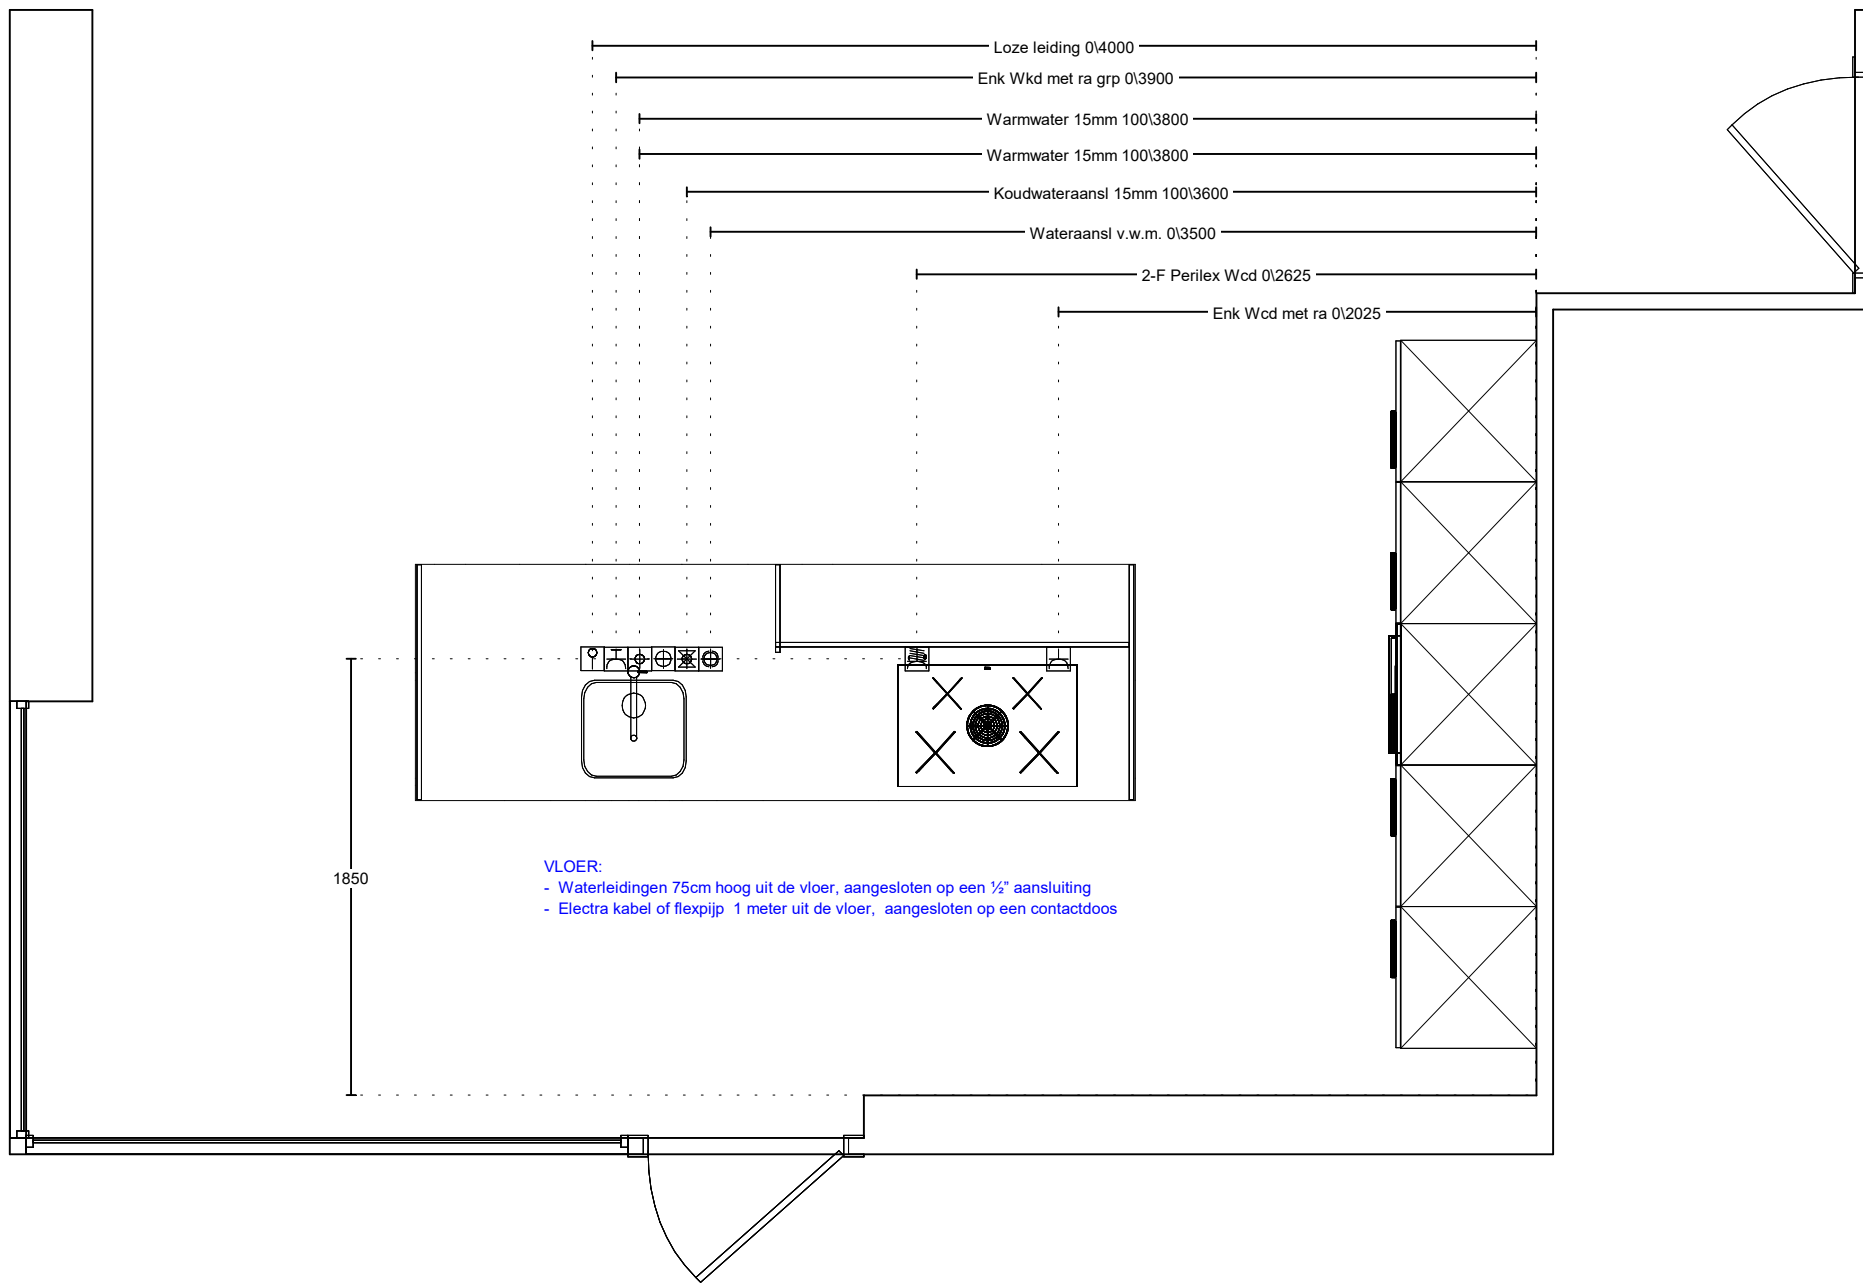 Loze leiding 0\4000
Enk Wkd met ra grp 0\3900
Warmwater 15mm 100\3800
Warmwater 15mm 100\3800
Koudwateraansl 15mm 100\3600
Wateraansl v.w.m. 0\3500
2-F Perilex Wcd 0\2625
Enk Wcd met ra 0\2025
1850
VLOER:
- Waterleidingen 75cm hoog uit de vloer, aangesloten op een ½” aansluiting
- Electra kabel of flexpijp 1 meter uit de vloer, aangesloten op een contactdoos